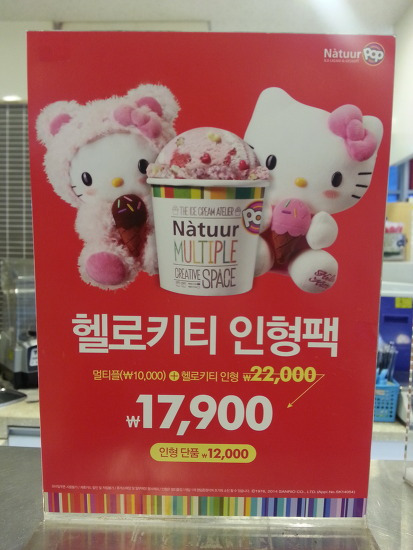 Nàtuur POP
THE ICE CREAM ATELIER
Nàtuur
POP
MULTIPLE
CREATIVE SPACE
헬로키티 인형팩
멀티플(₩10,000) + 헬로키티 인형 ₩22,000
₩17,900
인형 단품 ₩12,000